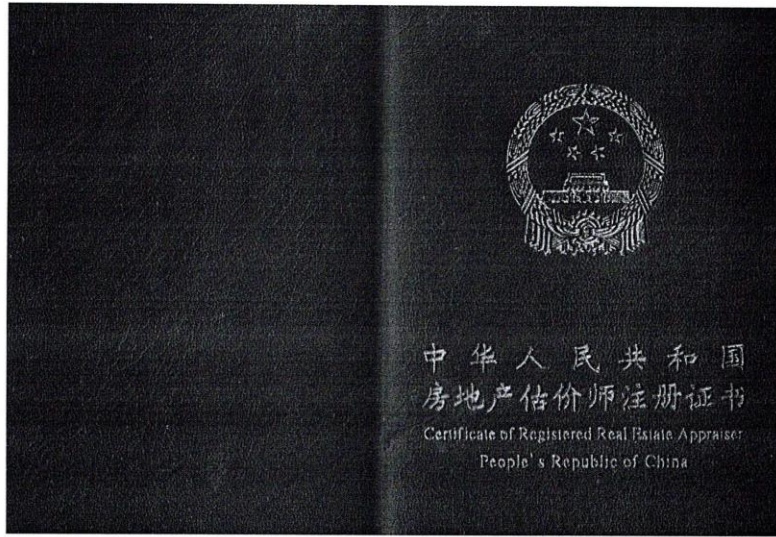 中华人民共和国
房地产估价师注册证书
Certificate of Registered Real Estate Appraiser
People's Republic of China